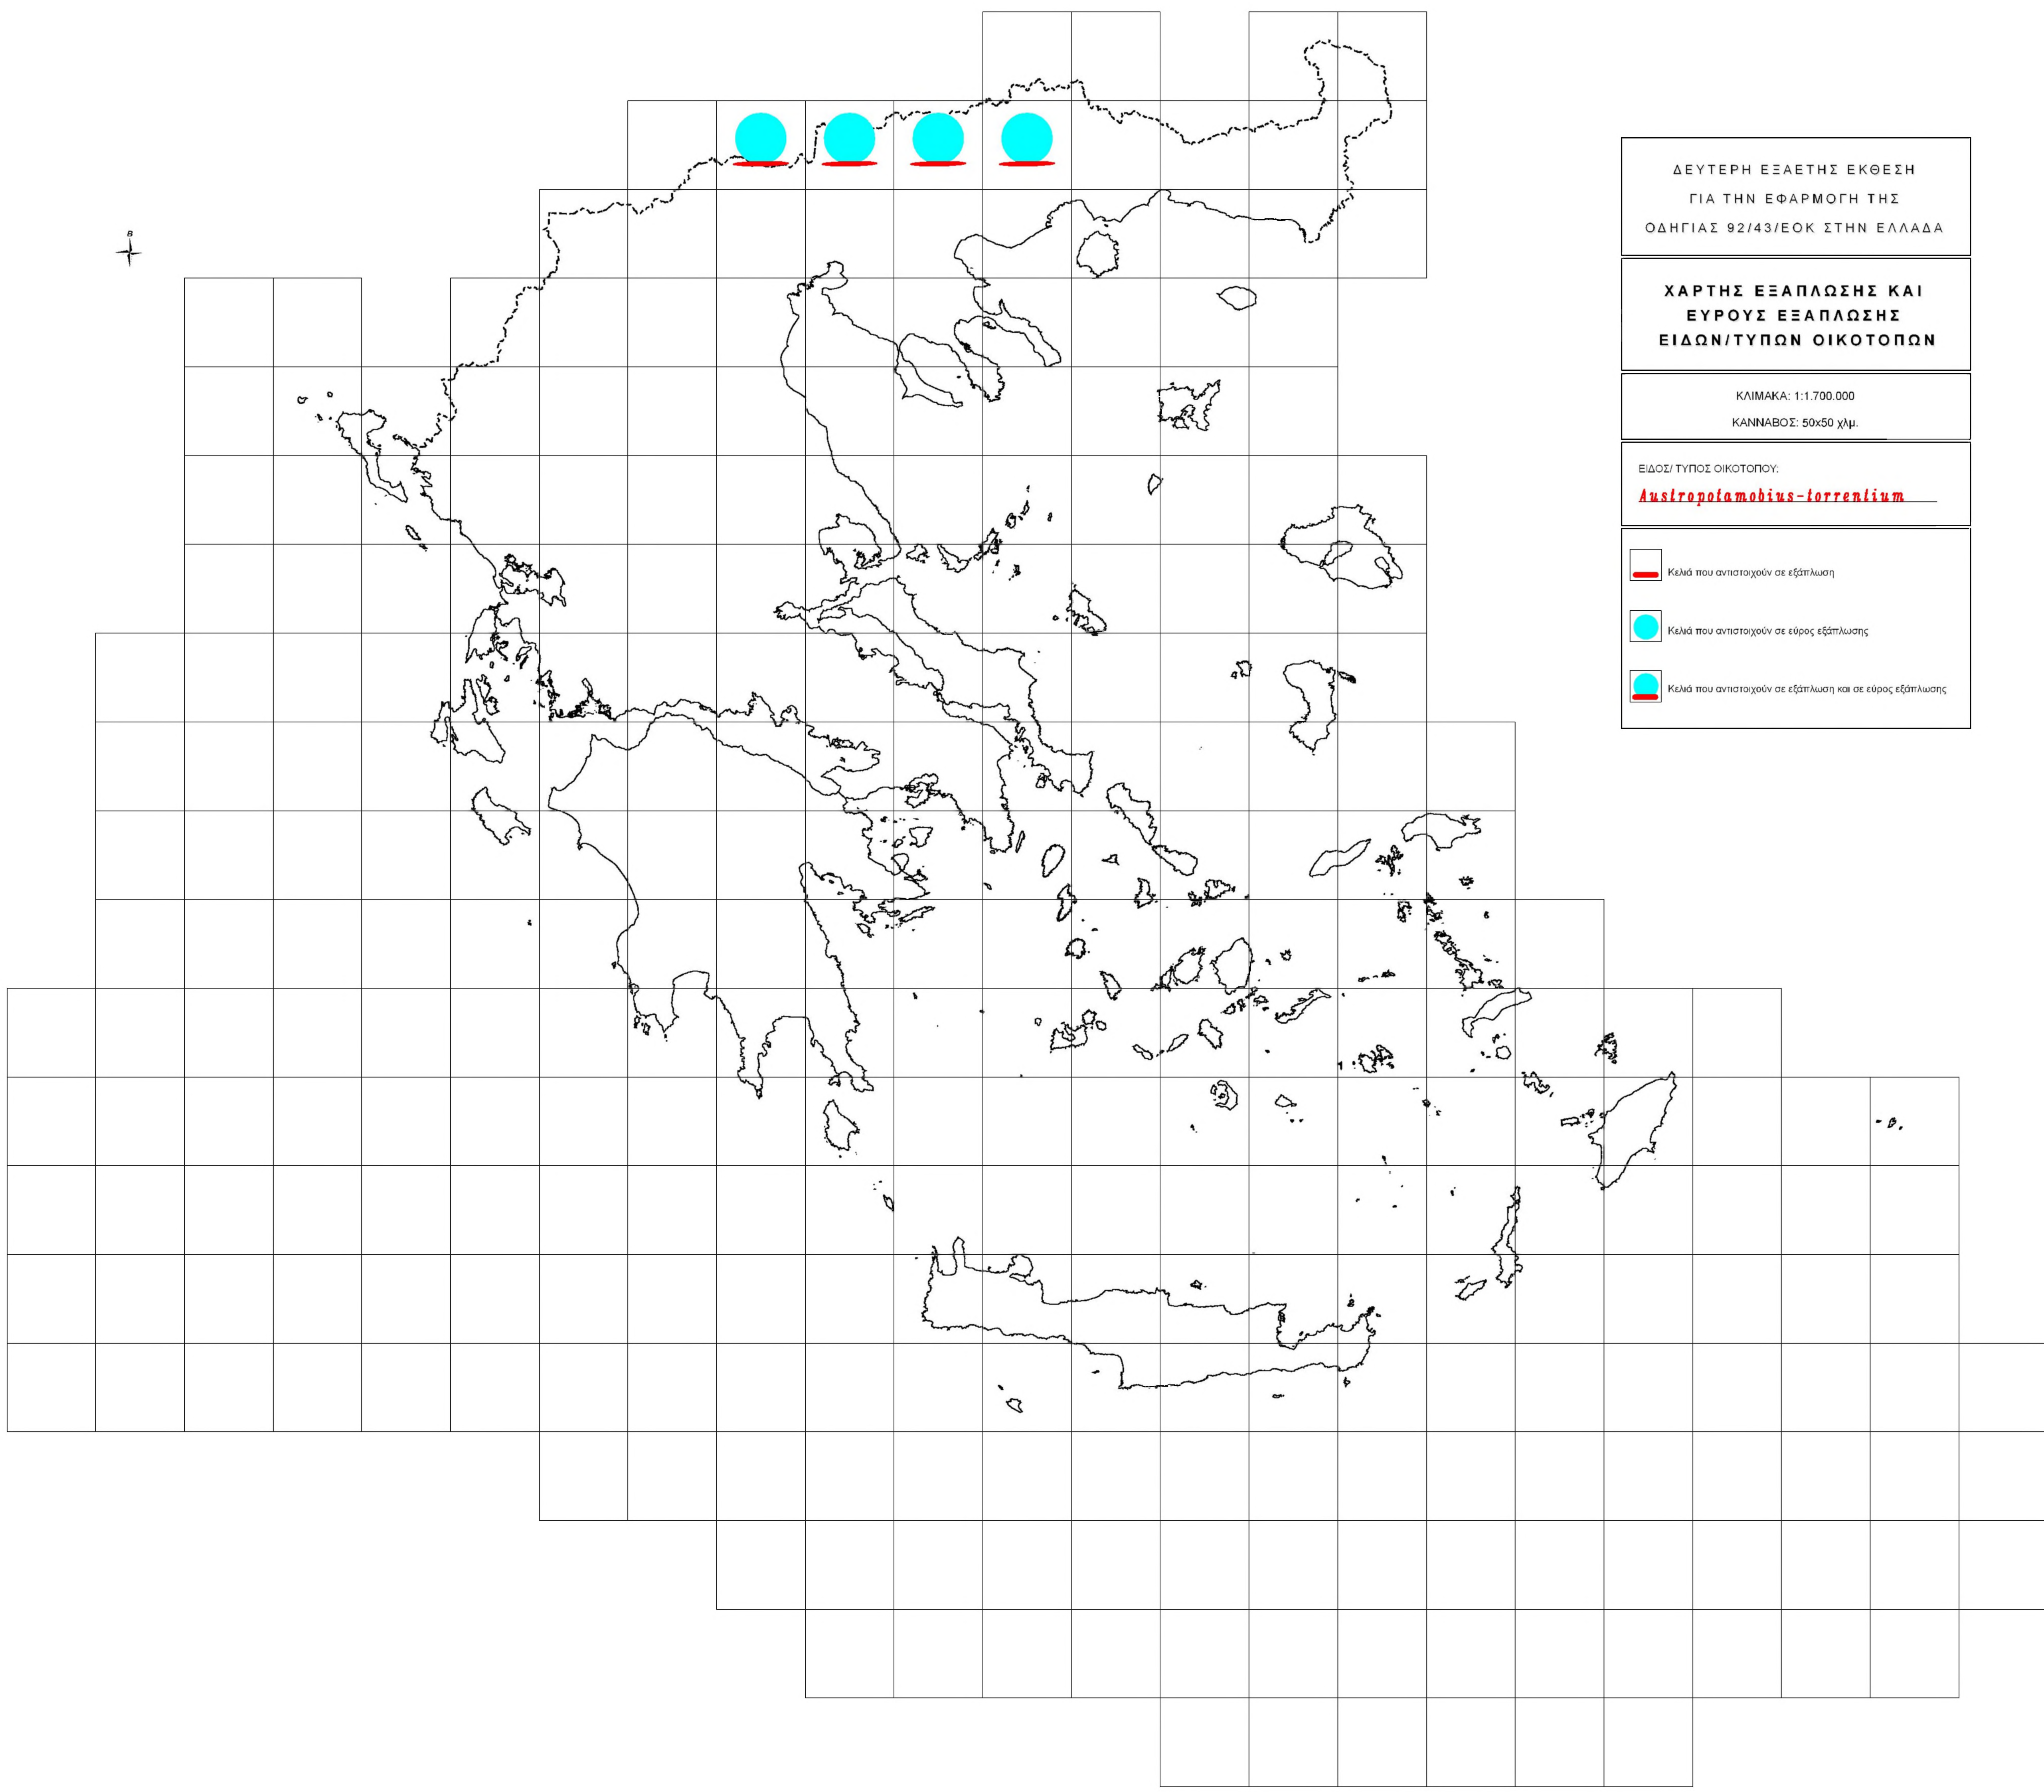 Β
ΔΕΥΤΕΡΗ ΕΞΑΕΤΗΣ ΕΚΘΕΣΗ
ΓΙΑ ΤΗΝ ΕΦΑΡΜΟΓΗ ΤΗΣ
ΟΔΗΓΙΑΣ 92/43/ΕΟΚ ΣΤΗΝ ΕΛΛΑΔΑ
ΧΑΡΤΗΣ ΕΞΑΠΛΩΣΗΣ ΚΑΙ
ΕΥΡΟΥΣ ΕΞΑΠΛΩΣΗΣ
ΕΙΔΩΝ/ΤΥΠΩΝ ΟΙΚΟΤΟΠΩΝ
ΚΛΙΜΑΚΑ: 1:1.700.000
ΚΑΝΝΑΒΟΣ: 50x50 χλμ.
ΕΙΔΟΣ/ ΤΥΠΟΣ ΟΙΚΟΤΟΠΟΥ:
Austropotamobius-torrentium
Κελιά που αντιστοιχούν σε εξάπλωση
Κελιά που αντιστοιχούν σε εύρος εξάπλωσης
Κελιά που αντιστοιχούν σε εξάπλωση και σε εύρος εξάπλωσης